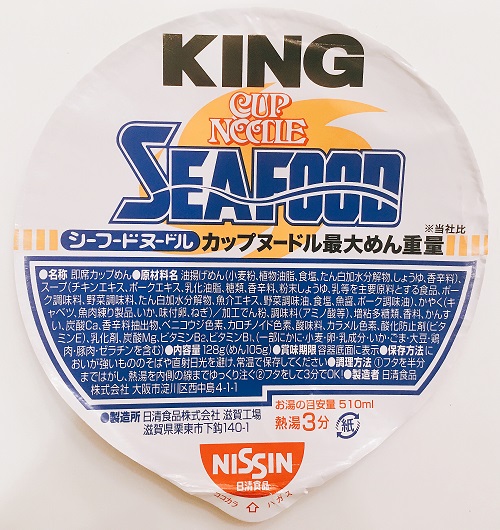 KING
CUP
NOODLE
SEAFOOD
※当社比
シーフードヌードル カップヌードル最大めん重量
●名称 即席カップめん●原材料名 油揚げめん(小麦粉、植物油脂、食塩、たん白加水分解物、しょうゆ、香辛料)、
スープ(チキンエキス、ポークエキス、乳化油脂、糖類、香辛料、粉末しょうゆ、乳等を主要原料とする食品、ポー
ク調味料、野菜調味料、たん白加水分解物、魚介エキス、野菜調味油、食塩、魚醤、ポーク調味油)、かやく(キ
ャベツ、魚肉練り製品、いか、味付卵、ねぎ)/加工でん粉、調味料(アミノ酸等)、増粘多糖類、香料、かんす
い、炭酸Ca、香辛料抽出物、ベニコウジ色素、カロチノイド色素、酸味料、カラメル色素、酸化防止剤(ビタ
ミンE)、乳化剤、炭酸Mg、ビタミンB2、ビタミンB1、(一部にかに・小麦・卵・乳成分・いか・ごま・大豆・鶏
肉・豚肉・ゼラチンを含む)●内容量 128g(めん105g)●賞味期限 容器底面に表示●保存方法 に
おいが強いもののそばや直射日光を避け、常温で保存してください●調理方法 ①フタを半分
まではがし、熱湯を内側の線までゆっくり注ぐ②フタをして3分でOK!●製造者 日清食品
株式会社 大阪市淀川区西中島4-1-1
●製造所 日清食品株式会社 滋賀工場
滋賀県栗東市下鈎140-1
お湯の目安量 510ml
熱湯3分
紙
NISSIN
日清食品
ココカラ ハガス